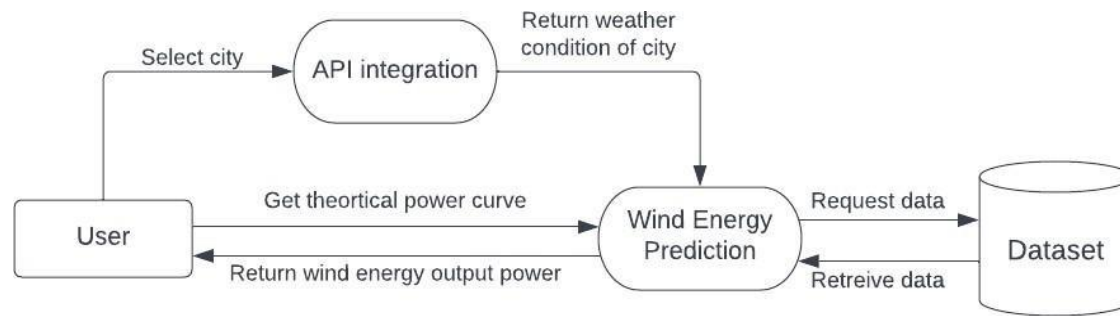 Return weather
condition of city
Select city
API integration
Get theortical power curve
User
Return wind energy output power
Wind Energy
Prediction
Request data
Retreive data
Dataset